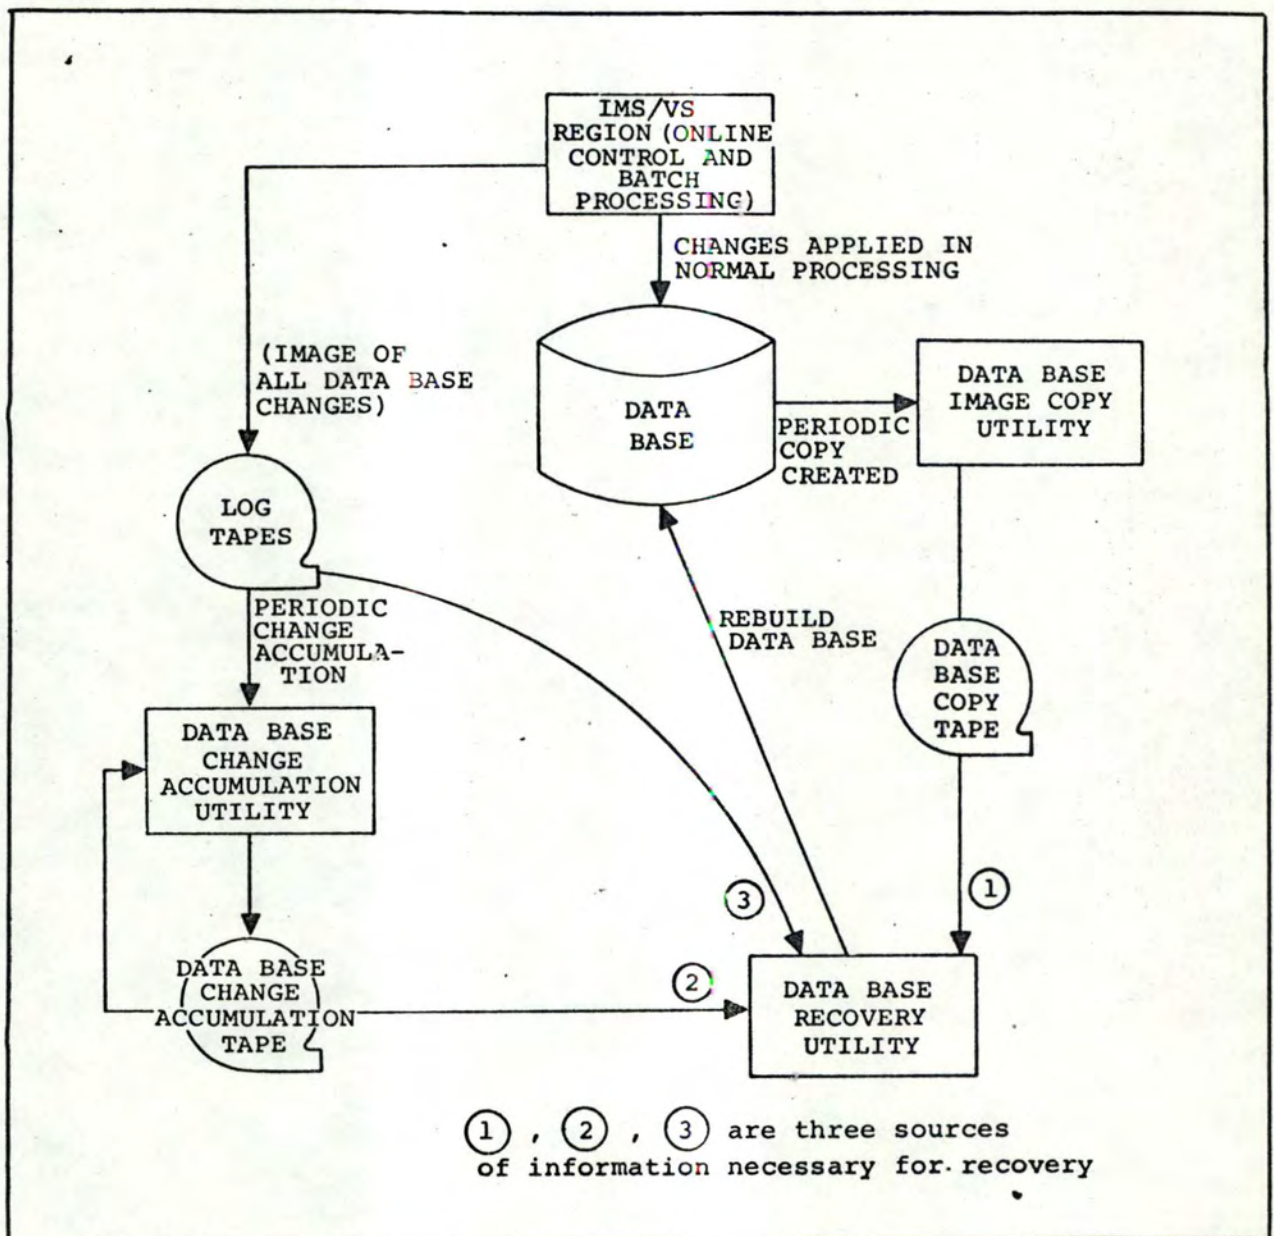 IMS/VS
REGION (ONLINE
CONTROL AND
BATCH
PROCESSING)
CHANGES APPLIED IN
NORMAL PROCESSING
(IMAGE OF
ALL DATA BASE
CHANGES)
DATA
BASE
PERIODIC
COPY
CREATED
DATA BASE
IMAGE COPY
UTILITY
LOG
TAPES
PERIODIC
CHANGE
ACCUMULA-
TION
REBUILD
DATA BASE
DATA
BASE
COPY
TAPE
DATA BASE
CHANGE
ACCUMULATION
UTILITY
3
1
DATA BASE
CHANGE
ACCUMULATION
TAPE
2
DATA BASE
RECOVERY
UTILITY
1 , 2 , 3 are three sources
of information necessary for recovery